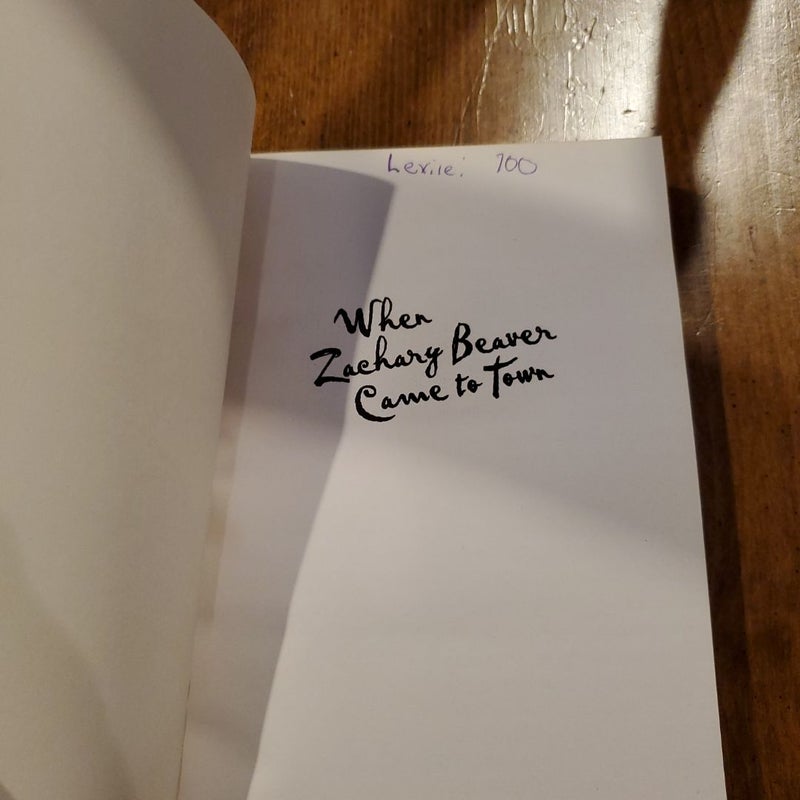 Lexile: 700
When
Zachary Beaver
Came to Town